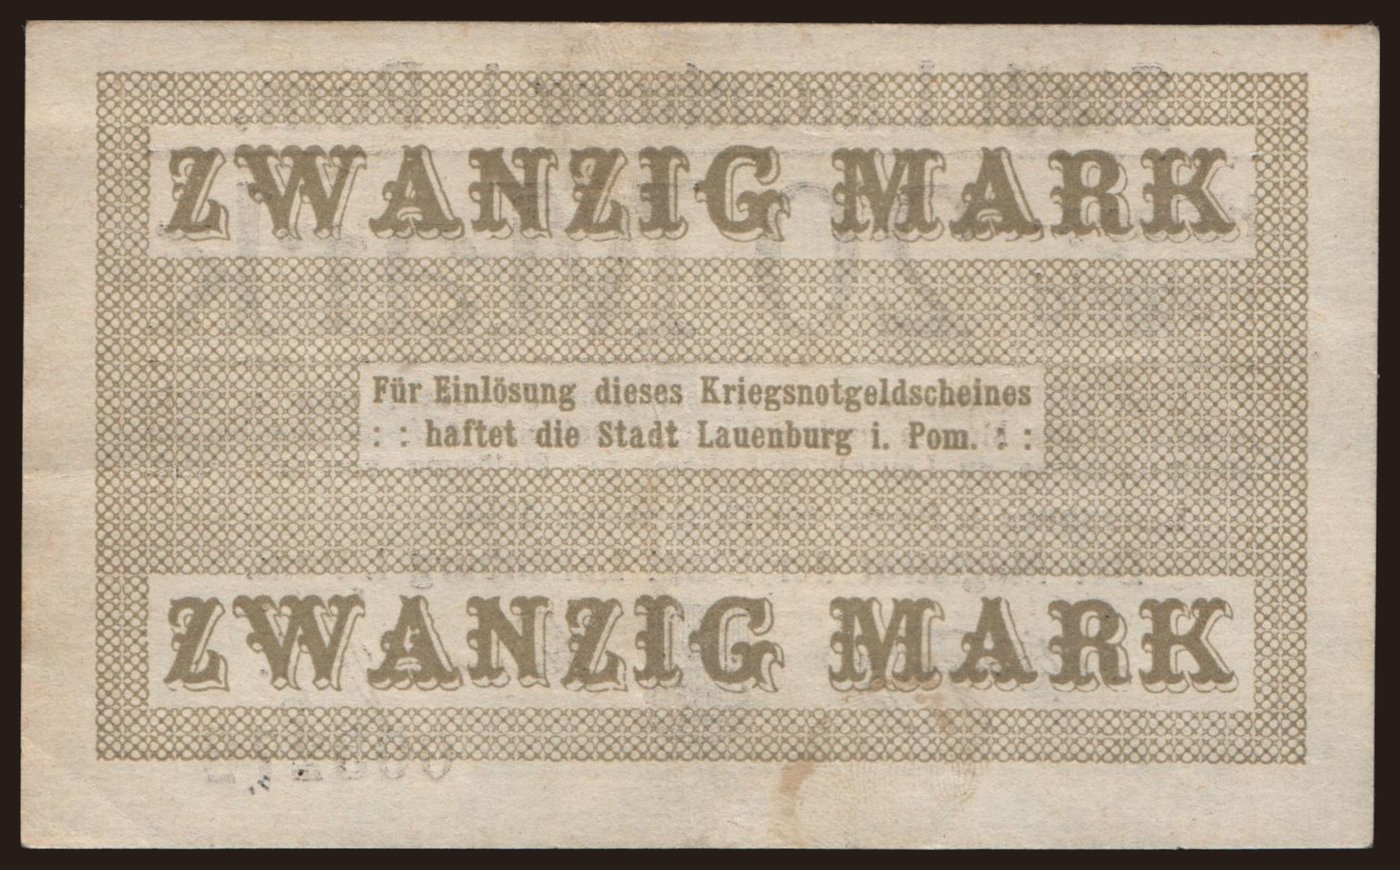 ZWANZIG MARK
Für Einlösung dieses Kriegsnotgeldscheines
: : haftet die Stadt Lauenburg i. Pom. : :
ZWANZIG MARK